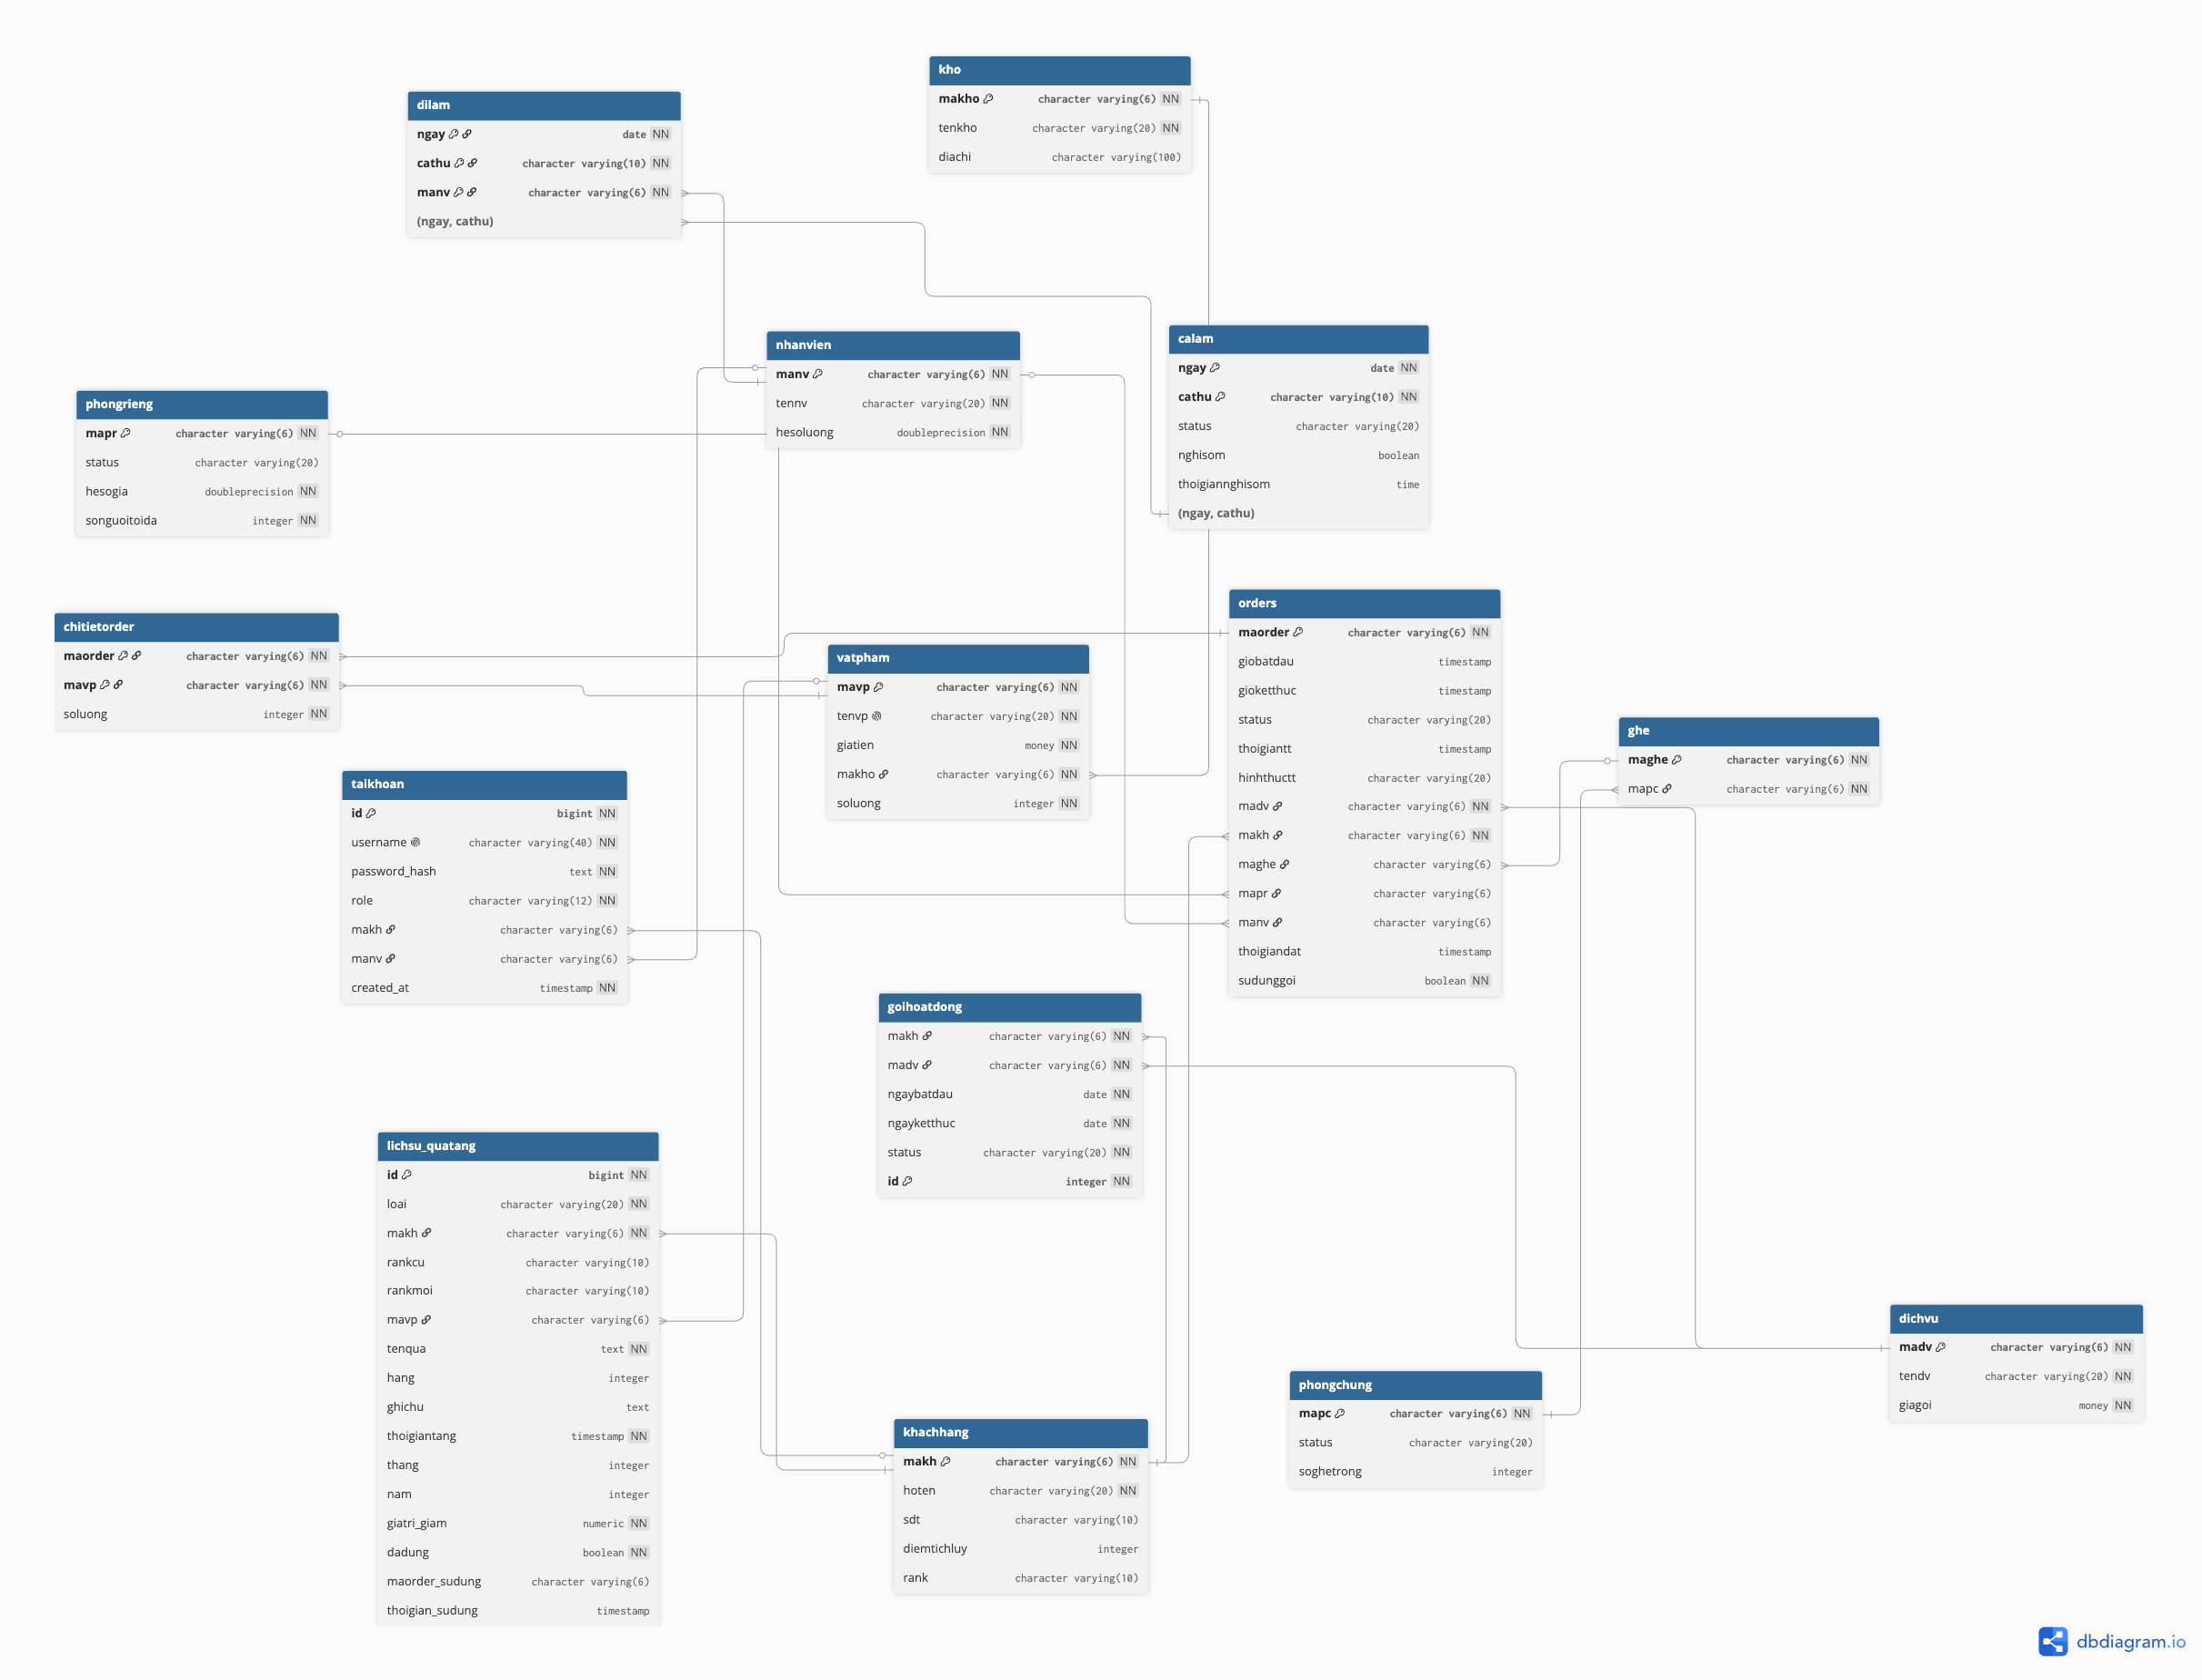 kho
makho character varying(6) NN
tenkho character varying(20) NN
diachi character varying(100)
dilam
ngay date NN
cathu character varying(10) NN
manv character varying(6) NN
(ngay, cathu)
nhanvien
manv character varying(6) NN
tennv character varying(20) NN
hesoluong doubleprecision NN
calam
ngay date NN
cathu character varying(10) NN
status character varying(20)
nghisom boolean
thoigiannghisom time
(ngay, cathu)
phongrieng
mapr character varying(6) NN
status character varying(20)
hesogia doubleprecision NN
songuoitoida integer NN
chitietorder
maorder character varying(6) NN
mavp character varying(6) NN
soluong integer NN
vatpham
mavp character varying(6) NN
tenvp character varying(20) NN
giatien money NN
makho character varying(6) NN
soluong integer NN
orders
maorder character varying(6) NN
giobatdau timestamp
gioketthuc timestamp
status character varying(20)
thoigiantt timestamp
hinhthuctt character varying(20)
madv character varying(6) NN
makh character varying(6) NN
maghe character varying(6)
mapr character varying(6)
manv character varying(6)
thoigiandat timestamp
sudunggoi boolean NN
ghe
maghe character varying(6) NN
mapc character varying(6) NN
taikhoan
id bigint NN
username character varying(40) NN
password_hash text NN
role character varying(12) NN
makh character varying(6)
manv character varying(6)
created_at timestamp NN
goihoatdong
makh character varying(6) NN
madv character varying(6) NN
ngaybatdau date NN
ngayketthuc date NN
status character varying(20) NN
id integer NN
lichsu_quatang
id bigint NN
loai character varying(20) NN
makh character varying(6) NN
rankcu character varying(10)
rankmoi character varying(10)
mavp character varying(6)
tenqua text NN
hang integer
ghichu text
thoigiantang timestamp NN
thang integer
nam integer
giatri_giam numeric NN
dadung boolean NN
maorder_sudung character varying(6)
thoigian_sudung timestamp
khachhang
makh character varying(6) NN
hoten character varying(20) NN
sdt character varying(10)
diemtichluy integer
rank character varying(10)
phongchung
mapc character varying(6) NN
status character varying(20)
soghetrong integer
dichvu
madv character varying(6) NN
tendv character varying(20) NN
giagoi money NN
dbdiagram.io